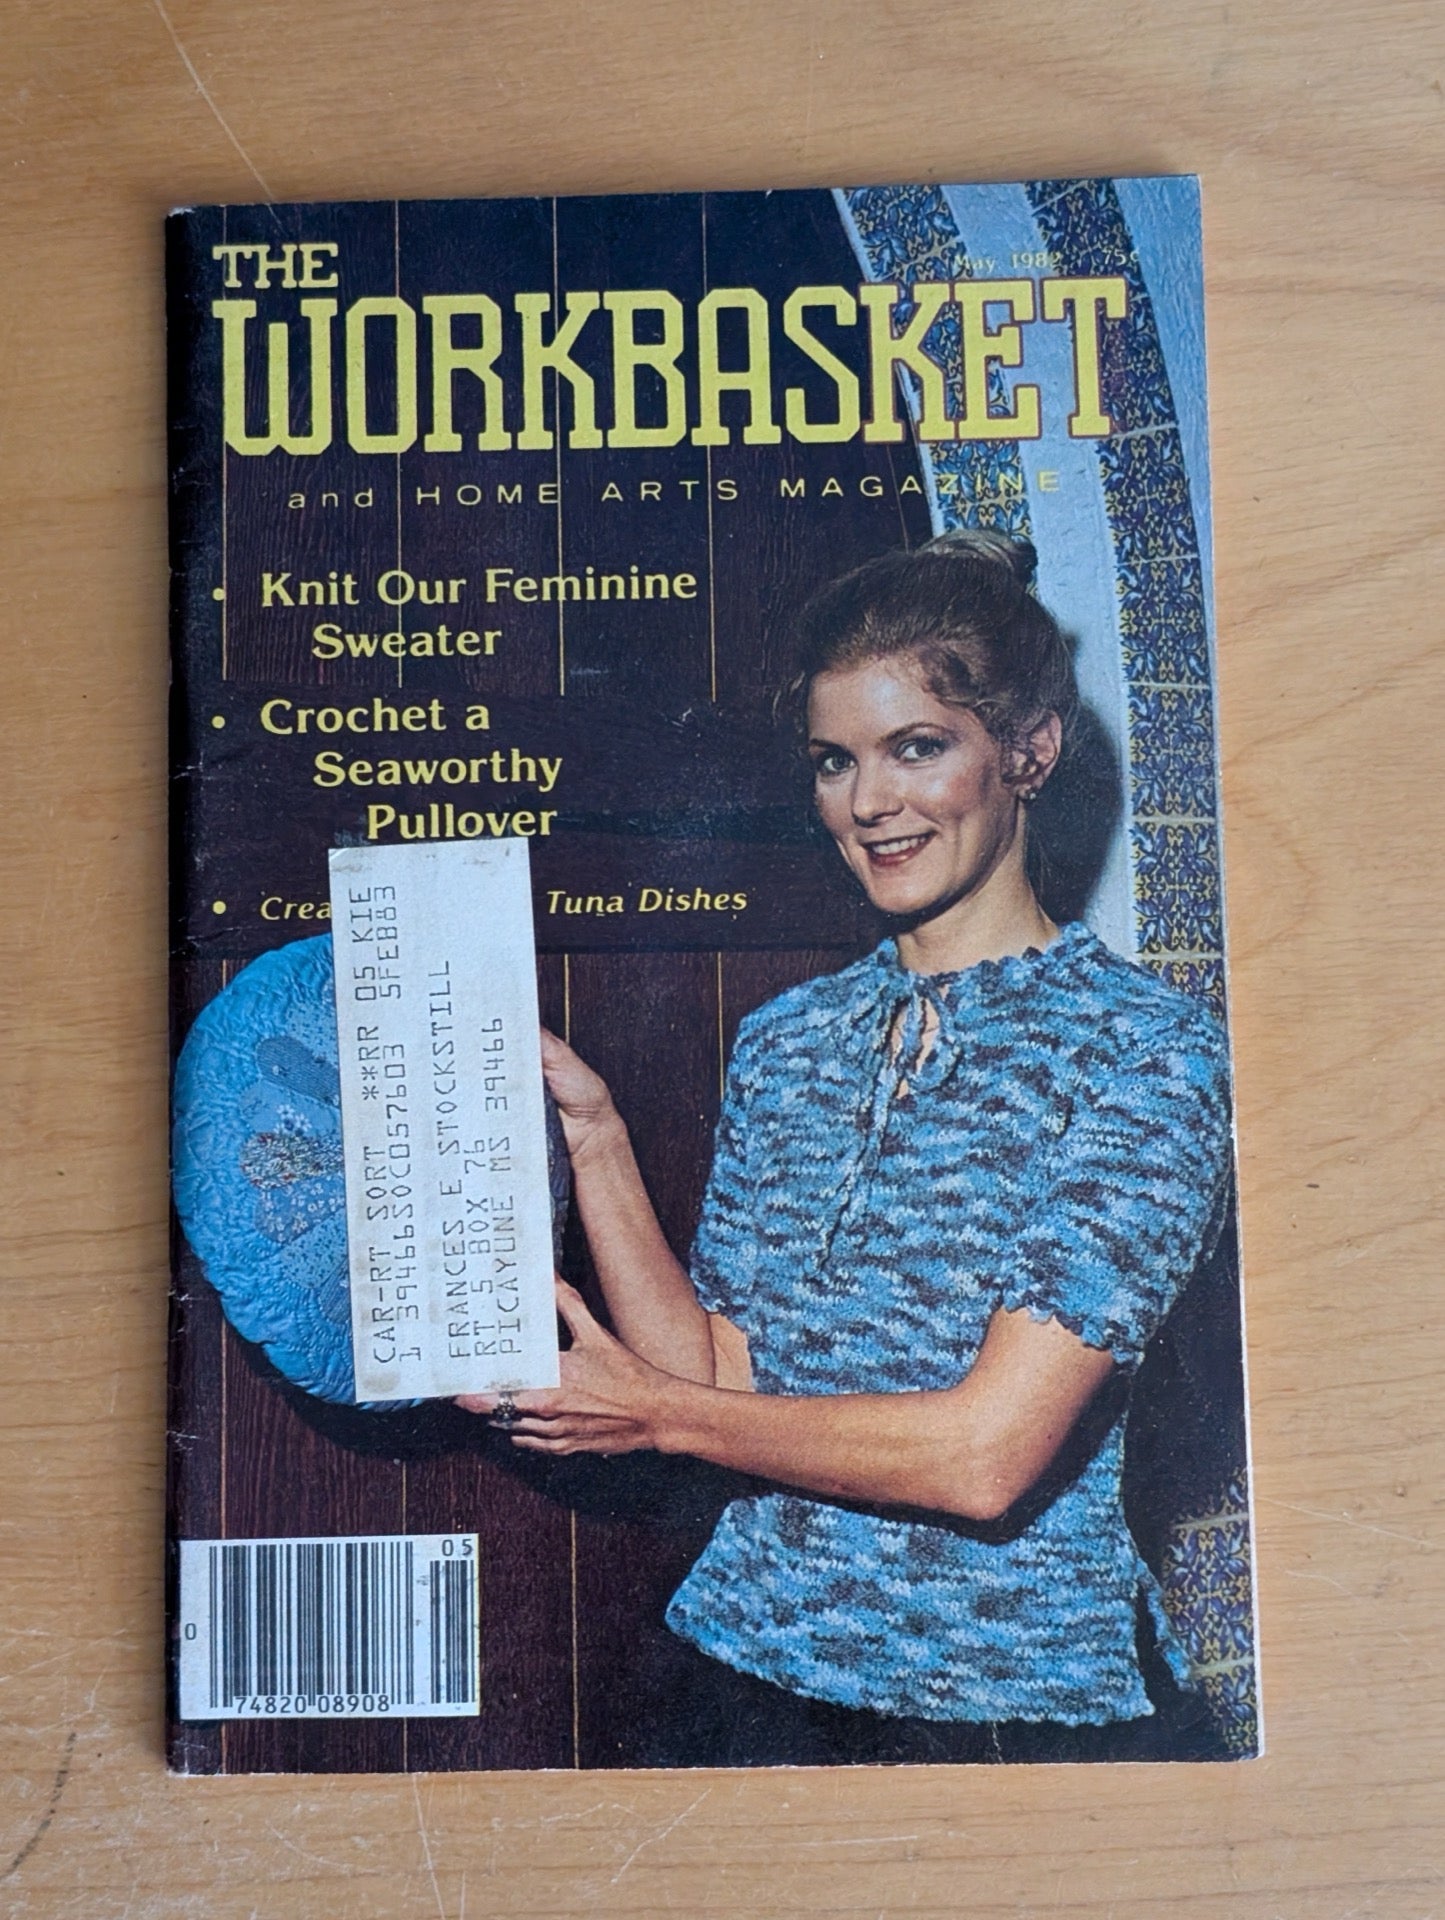 May 1982 75¢
THE
WORKBASKET
and HOME ARTS MAGAZINE
• Knit Our Feminine
Sweater
• Crochet a
Seaworthy
Pullover
• Tuna Dishes
CAR-RT SORT **RR 05 KIE
1 39466SOC057603 5FEB83
FRANCES E STOCKSTILL
RT 5 BOX 76
PICAYUNE MS 39466
05
0
74820 08908